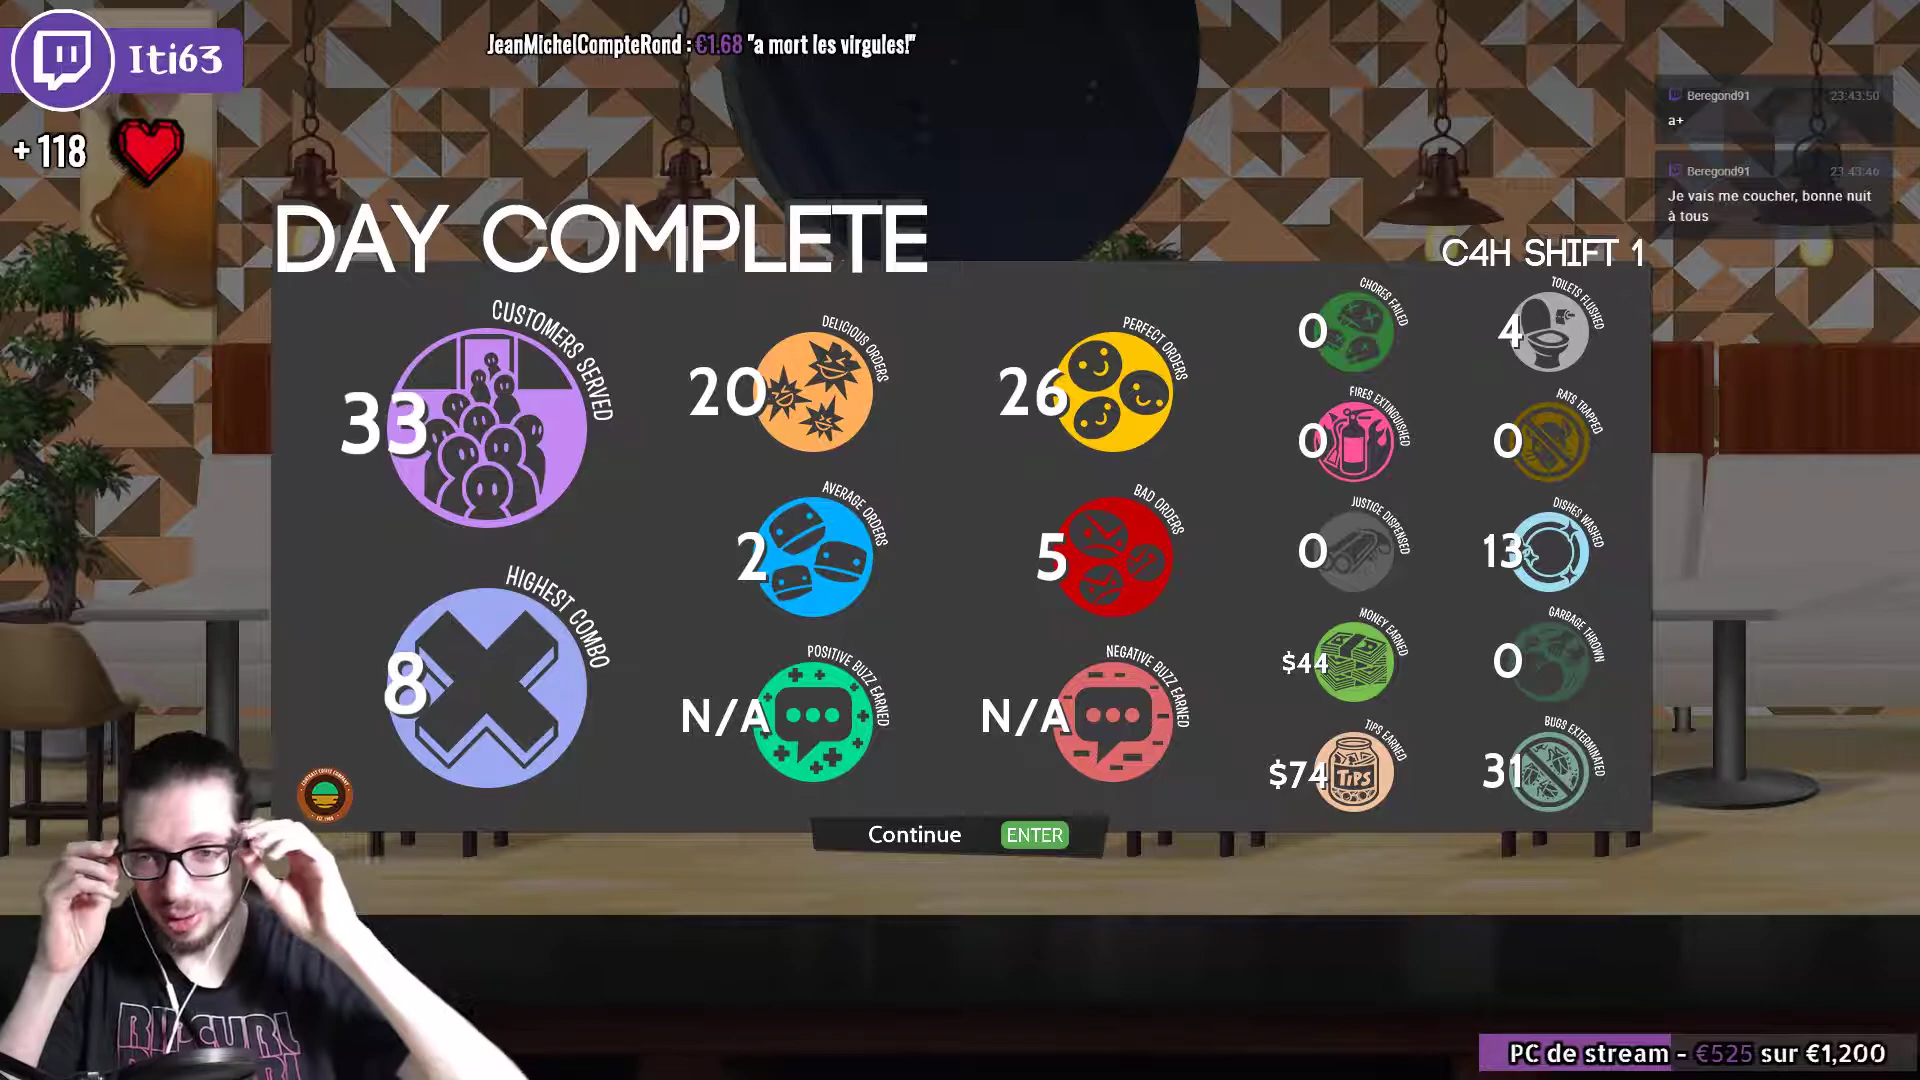 Iti63
+ 118
JeanMichelCompteRond : €1.68 "a mort les virgules!"
Beregond91 23:43:50
a+
Beregond91 23:43:46
Je vais me coucher, bonne nuit
à tous
DAY COMPLETE
C4H SHIFT 1
CUSTOMERS SERVED
33
HIGHEST COMBO
8
DELICIOUS ORDERS
20
PERFECT ORDERS
26
AVERAGE ORDERS
2
BAD ORDERS
5
POSITIVE BUZZ EARNED
N/A
NEGATIVE BUZZ EARNED
N/A
CHORES FAILED
0
TOILETS FLUSHED
4
FIRES EXTINGUISHED
0
RATS TRAPPED
0
JUSTICE DISPENSED
0
DISHES WASHED
13
MONEY EARNED
$44
GARBAGE THROWN
0
TIPS EARNED
$74
TIPS
BUGS EXTERMINATED
31
Continue ENTER
RIP CURL
PC de stream - €525 sur €1,200